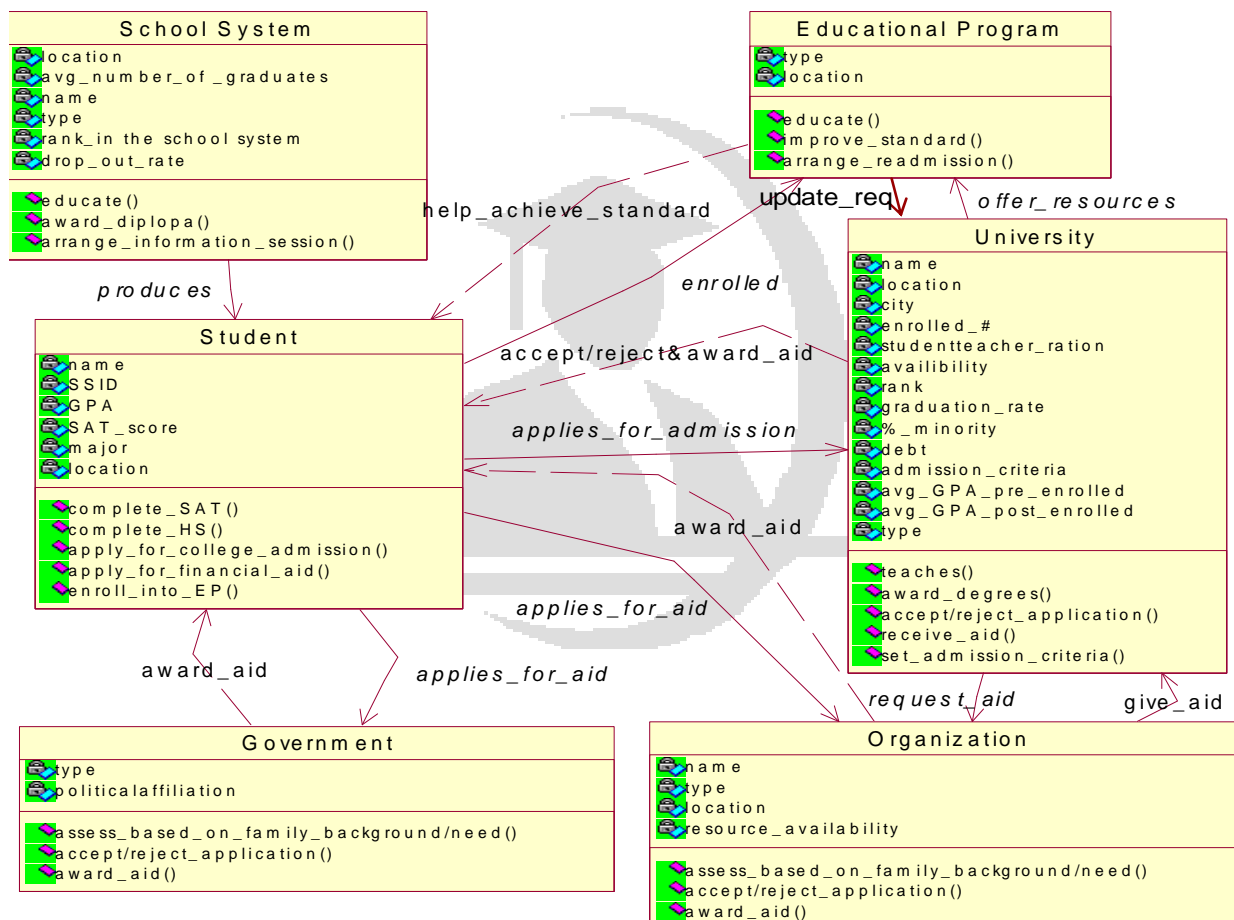 School System
location
avg_number_of_graduates
name
type
rank_in the school system
drop_out_rate
educate()
award_diplopa()
arrange_information_session()
Educational Program
type
location
educate()
improve_standard()
arrange_readmission()
help_achieve_standard
update_req
offer_resources
produces
enrolled
University
name
location
city
enrolled_#
studentteacher_ration
availibility
rank
graduation_rate
%_minority
debt
admission_criteria
avg_GPA_pre_enrolled
avg_GPA_post_enrolled
type
teaches()
award_degrees()
accept/reject_application()
receive_aid()
set_admission_criteria()
Student
name
SSID
GPA
SAT_score
major
location
complete_SAT()
complete_HS()
apply_for_college_admission()
apply_for_financial_aid()
enroll_into_EP()
accept/reject&award_aid
applies_for_admission
award_aid
applies_for_aid
award_aid
applies_for_aid
request_aid
give_aid
Government
type
politicalaffiliation
assess_based_on_family_background/need()
accept/reject_application()
award_aid()
Organization
name
type
location
resource_availability
assess_based_on_family_background/need()
accept/reject_application()
award_aid()